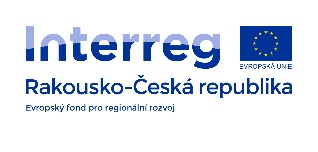 Interreg
EVROPSKÁ UNIE
Rakousko-Česká republika
Evropský fond pro regionální rozvoj